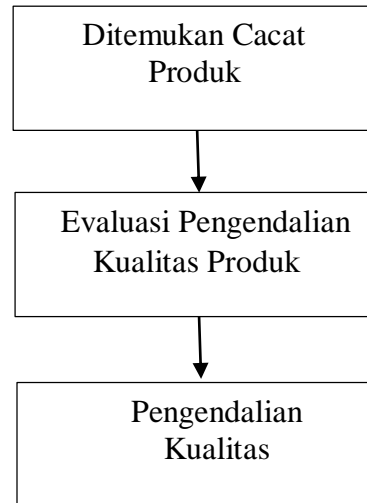 Ditemukan Cacat
Produk
Evaluasi Pengendalian
Kualitas Produk
Pengendalian
Kualitas